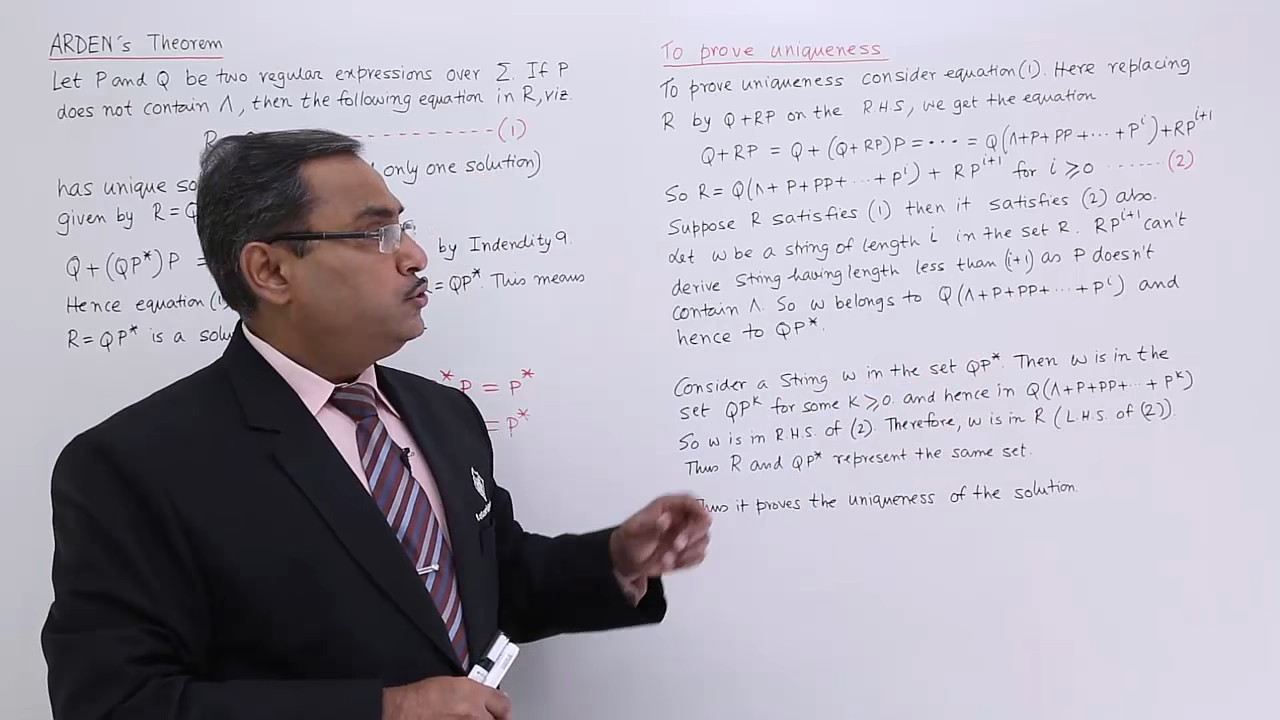 ARDEN's Theorem
Let P and Q be two regular expressions over Σ. If P
does not contain Λ, then the following equation in R, viz.
R ----------(1)
has unique so only one solution)
given by R=Q
by Indendity 9.
Q + (QP*)P =
Hence equation (1 =QP*. This means
R=QP* is a solu
*P = P*
= P*
To prove uniqueness
To prove uniqueness consider equation (1). Here replacing
R by Q+RP on the R.H.S, we get the equation
Q+RP = Q+(Q+RP)P = ... = Q(Λ+P+PP+...+P^i)+RP^{i+1}
So R=Q(Λ+P+PP+...+P^i) + RP^{i+1} for i ≥0 ......(2)
Suppose R satisfies (1) then it satisfies (2) also.
Let w be a string of length i in the set R. RP^{i+1} can't
derive String having length less than (i+1) as P doesn't
contain Λ. So w belongs to Q(Λ+P+PP+...+P^i) and
hence to QP*.
Consider a String w in the set QP*. Then w is in the
set QP^K for some K≥0. and hence in Q(Λ+P+PP+...+P^K)
So w is in R.H.S. of (2). Therefore, w is in R (L.H.S. of (2)).
Thus R and QP* represent the same set.
Thus it proves the uniqueness of the solution.